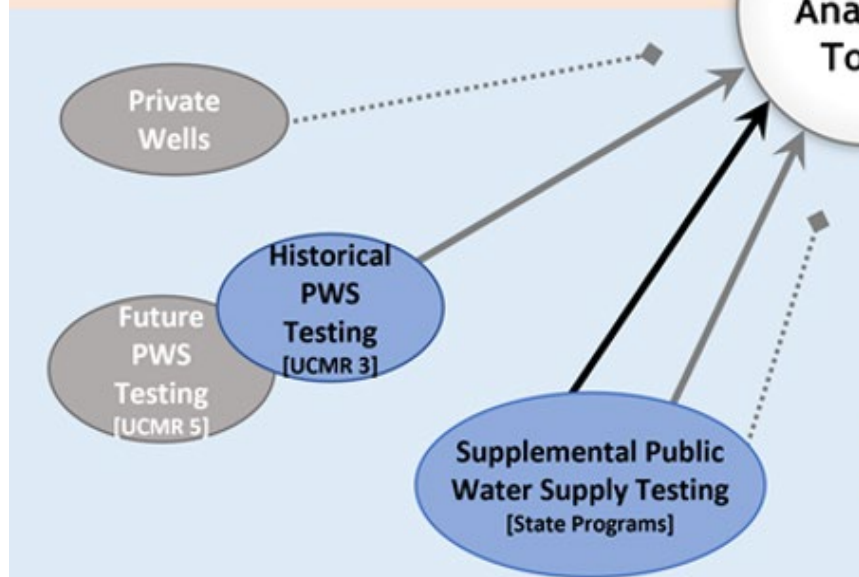 Ana
To
Private
Wells
Historical
PWS
Testing
[UCMR 3]
Future
PWS
Testing
[UCMR 5]
Supplemental Public
Water Supply Testing
[State Programs]